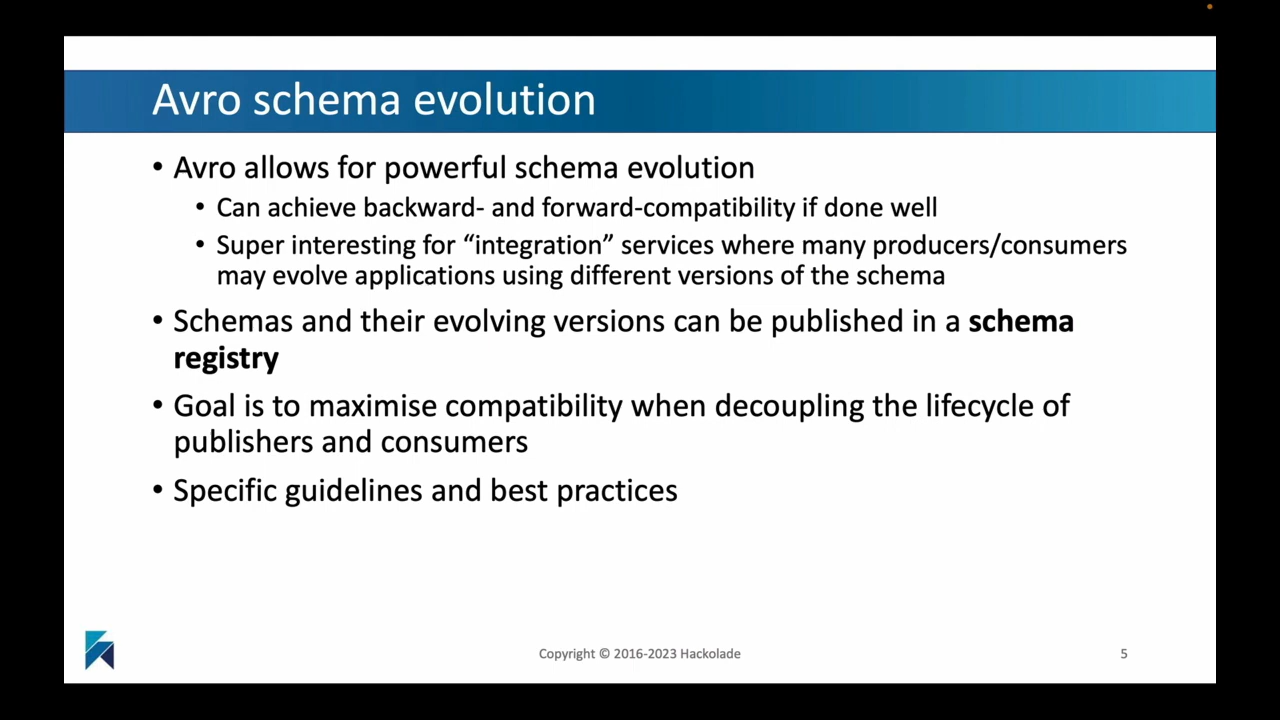 Avro schema evolution
• Avro allows for powerful schema evolution
• Can achieve backward- and forward-compatibility if done well
• Super interesting for “integration” services where many producers/consumers
may evolve applications using different versions of the schema
• Schemas and their evolving versions can be published in a schema
registry
• Goal is to maximise compatibility when decoupling the lifecycle of
publishers and consumers
• Specific guidelines and best practices
Copyright © 2016-2023 Hackolade
5